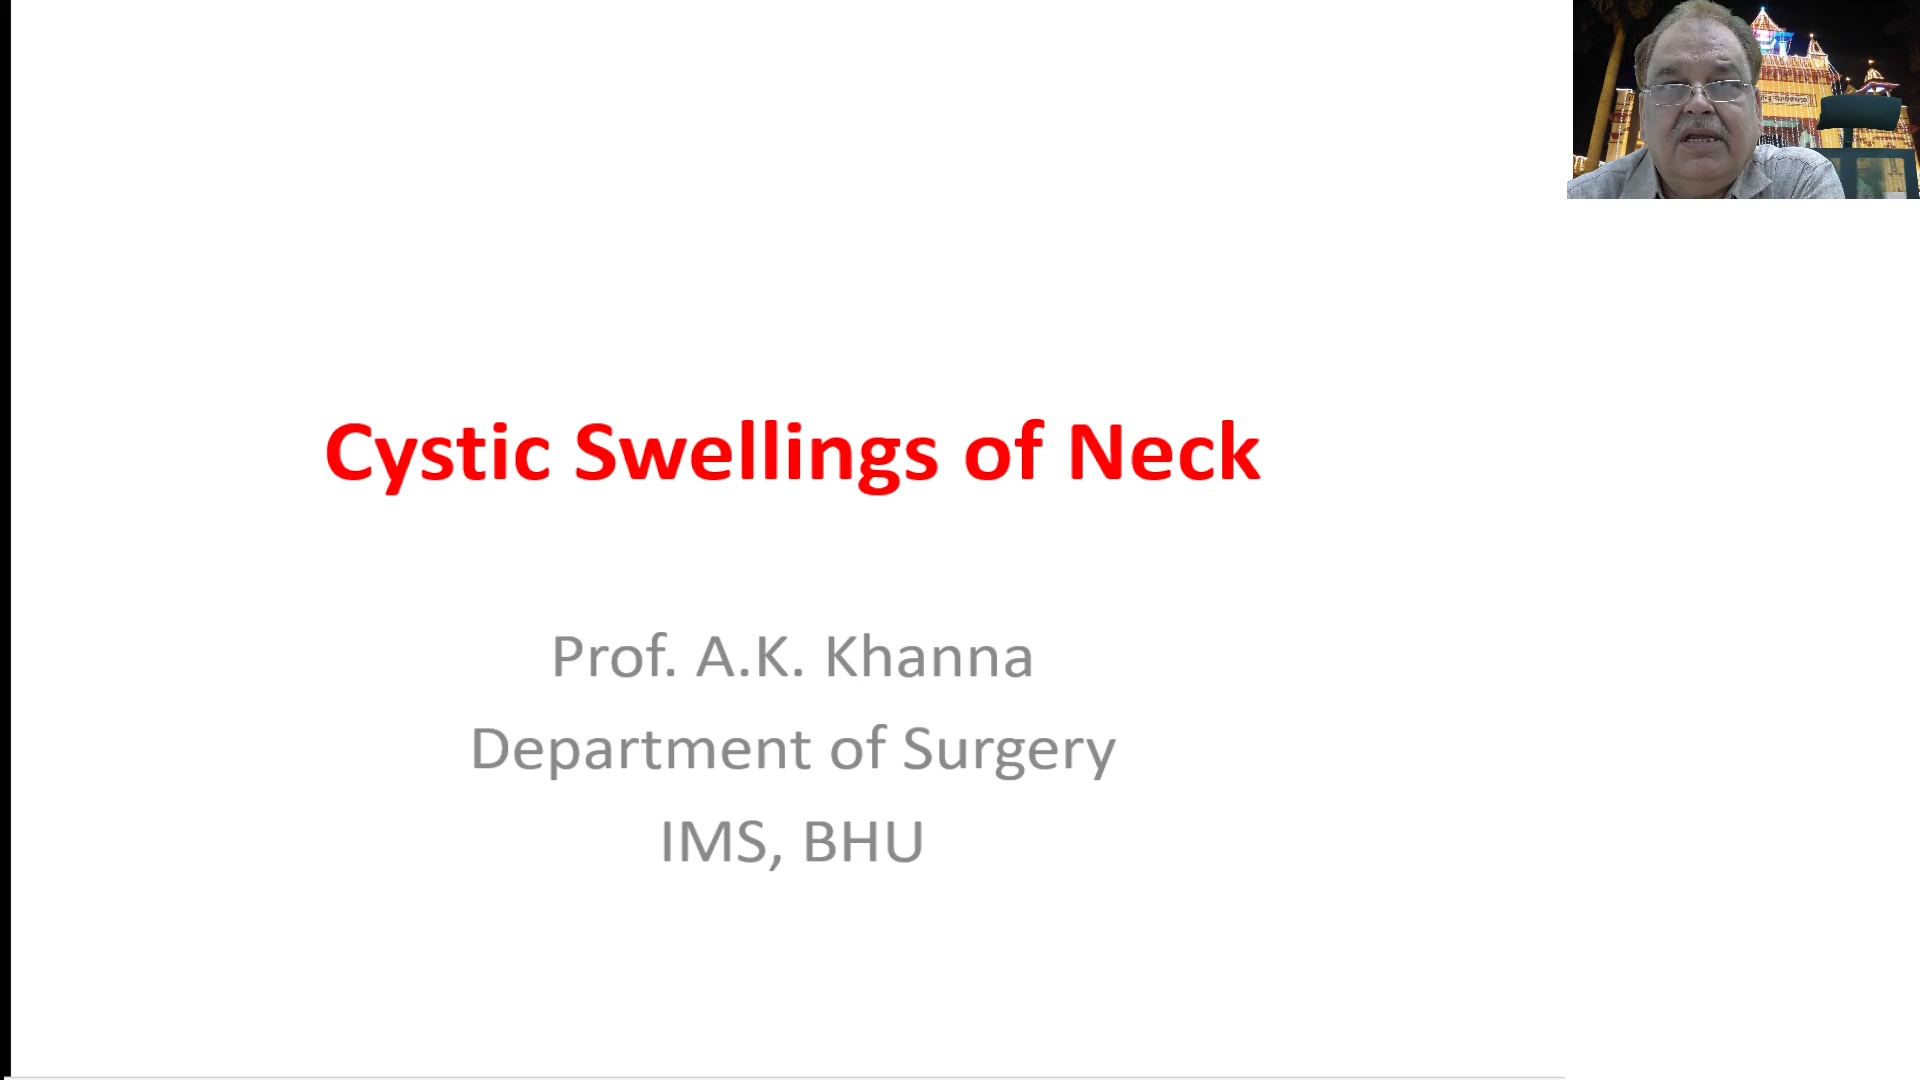 Cystic Swellings of Neck
Prof. A.K. Khanna
Department of Surgery
IMS, BHU